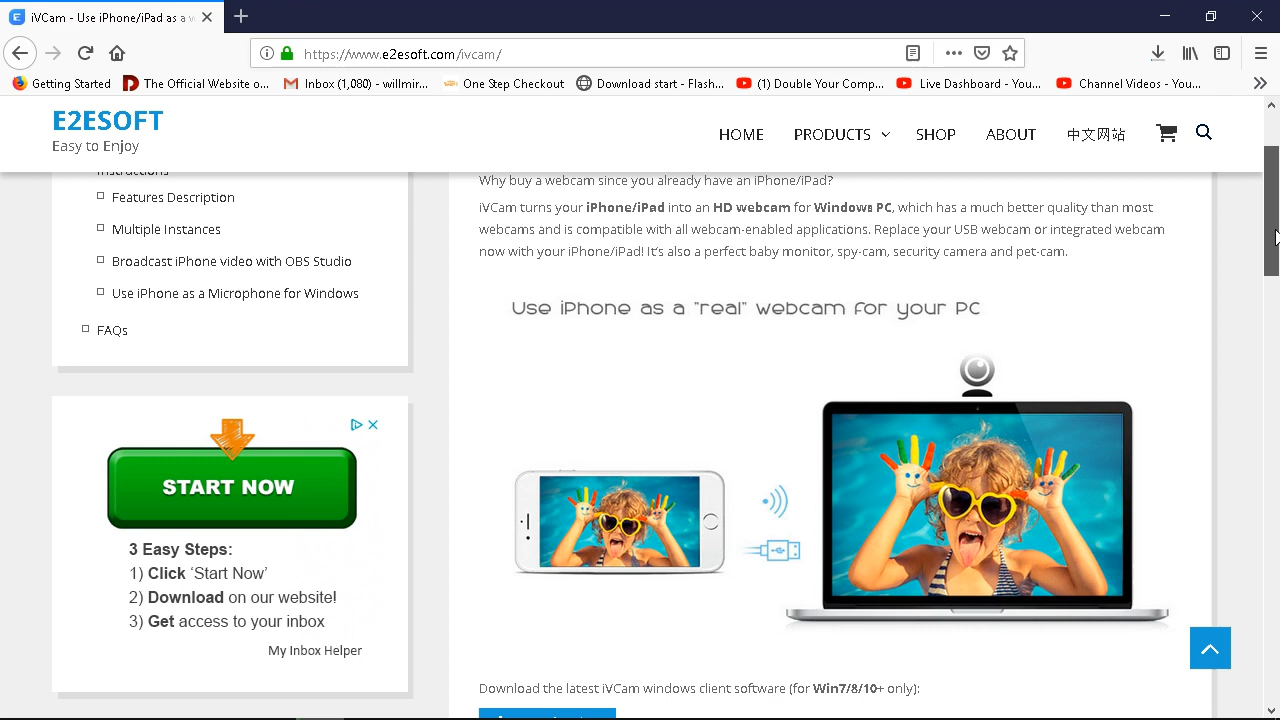 iVCam - Use iPhone/iPad as a w
https://www.e2esoft.com/ivcam/
Getting Started
The Official Website o...
Inbox (1,080) - willmir...
One Step Checkout
Download start - Flash...
(1) Double Your Comp...
Live Dashboard - You...
Channel Videos - You...
E2ESOFT
Easy to Enjoy
HOME
PRODUCTS
SHOP
ABOUT
中文网站
Instructions
Features Description
Multiple Instances
Broadcast iPhone video with OBS Studio
Use iPhone as a Microphone for Windows
FAQs
START NOW
3 Easy Steps:
1) Click ‘Start Now’
2) Download on our website!
3) Get access to your inbox
My Inbox Helper
Why buy a webcam since you already have an iPhone/iPad?
iVCam turns your iPhone/iPad into an HD webcam for Windows PC, which has a much better quality than most
webcams and is compatible with all webcam-enabled applications. Replace your USB webcam or integrated webcam
now with your iPhone/iPad! It’s also a perfect baby monitor, spy-cam, security camera and pet-cam.
Use iPhone as a "real" webcam for your PC
Download the latest iVCam windows client software (for Win7/8/10+ only):